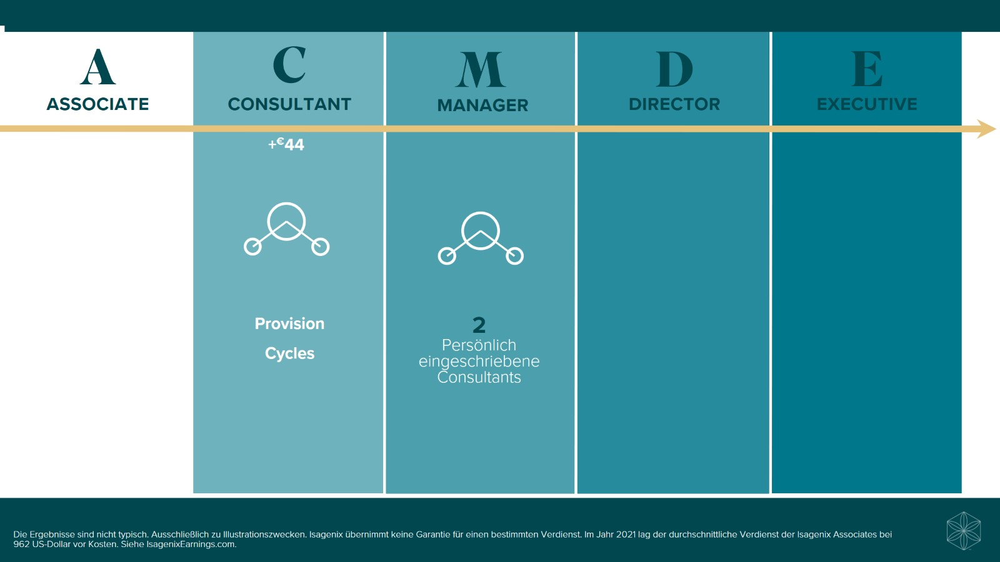 A
ASSOCIATE
C
CONSULTANT
M
MANAGER
D
DIRECTOR
E
EXECUTIVE
+€44
Provision
Cycles
2
Persönlich
eingeschriebene
Consultants
Die Ergebnisse sind nicht typisch. Ausschließlich zu Illustrationszwecken. Isagenix übernimmt keine Garantie für einen bestimmten Verdienst. Im Jahr 2021 lag der durchschnittliche Verdienst der Isagenix Associates bei
962 US-Dollar vor Kosten. Siehe IsagenixEarnings.com.